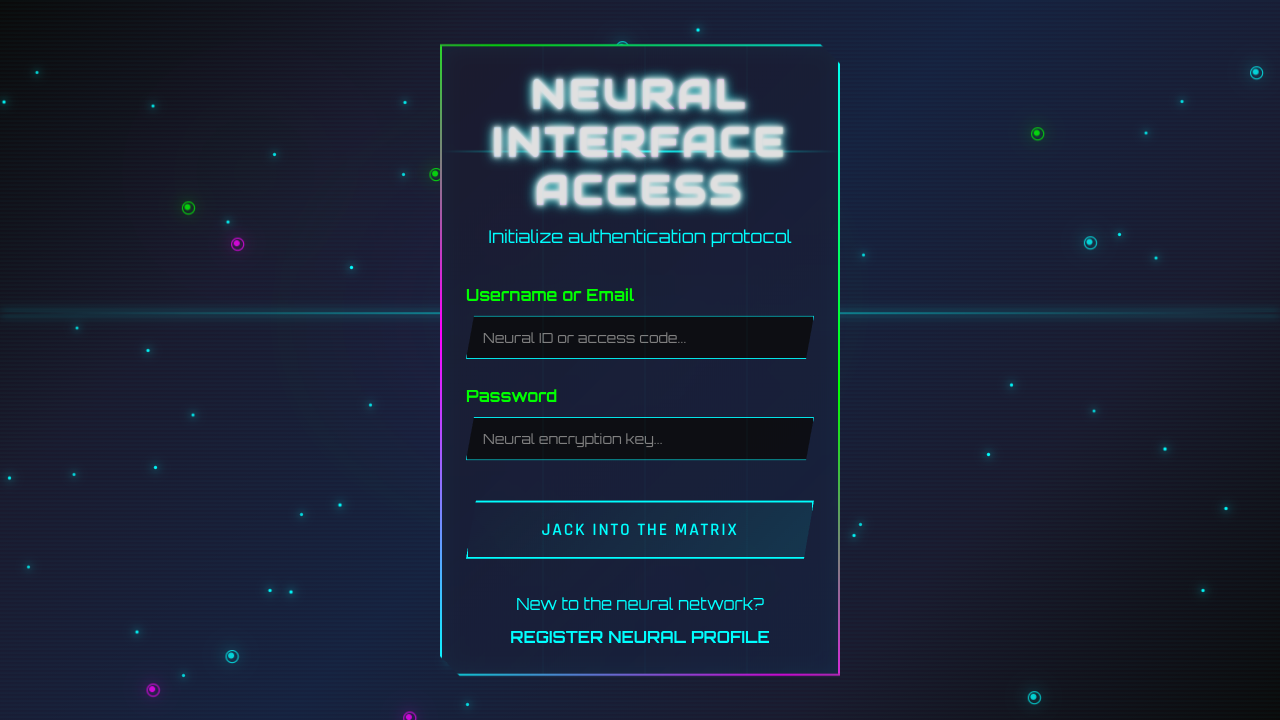 NEURAL
INTERFACE
ACCESS
Initialize authentication protocol
Username or Email
Neural ID or access code...
Password
Neural encryption key...
JACK INTO THE MATRIX
New to the neural network?
REGISTER NEURAL PROFILE